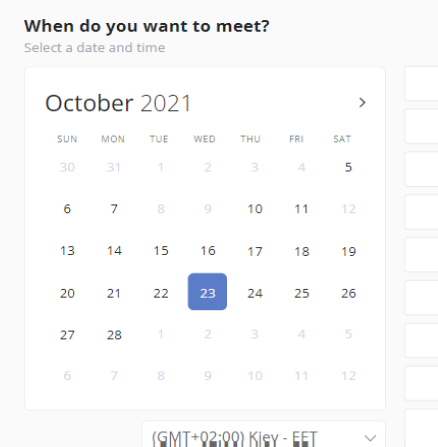 When do you want to meet?
Select a date and time
October 2021 >
SUN MON TUE WED THU FRI SAT
30 31 1 2 3 4 5
6 7 8 9 10 11 12
13 14 15 16 17 18 19
20 21 22 23 24 25 26
27 28 1 2 3 4 5
6 7 8 9 10 11 12
(GMT+02:00) Kiev - EET